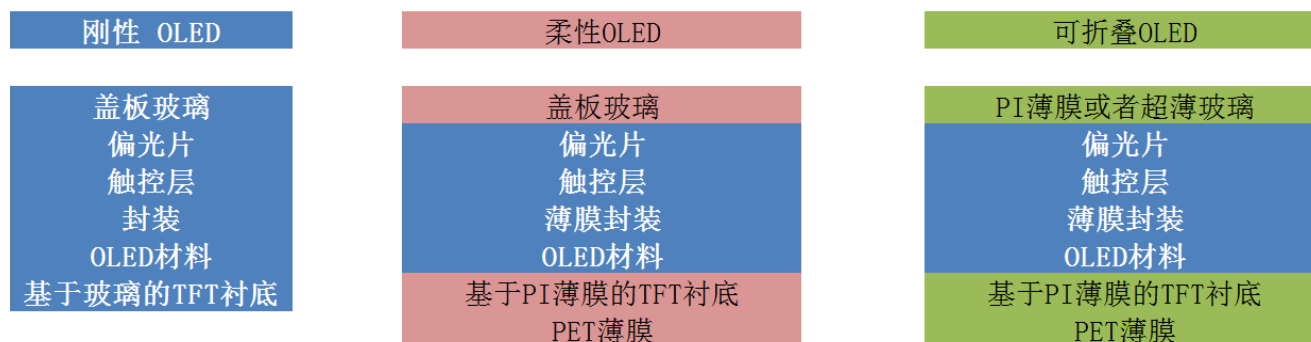 刚性 OLED
柔性OLED
可折叠OLED
盖板玻璃
偏光片
触控层
封装
OLED材料
基于玻璃的TFT衬底
盖板玻璃
偏光片
触控层
薄膜封装
OLED材料
基于PI薄膜的TFT衬底
PET薄膜
PI薄膜或者超薄玻璃
偏光片
触控层
薄膜封装
OLED材料
基于PI薄膜的TFT衬底
PET薄膜